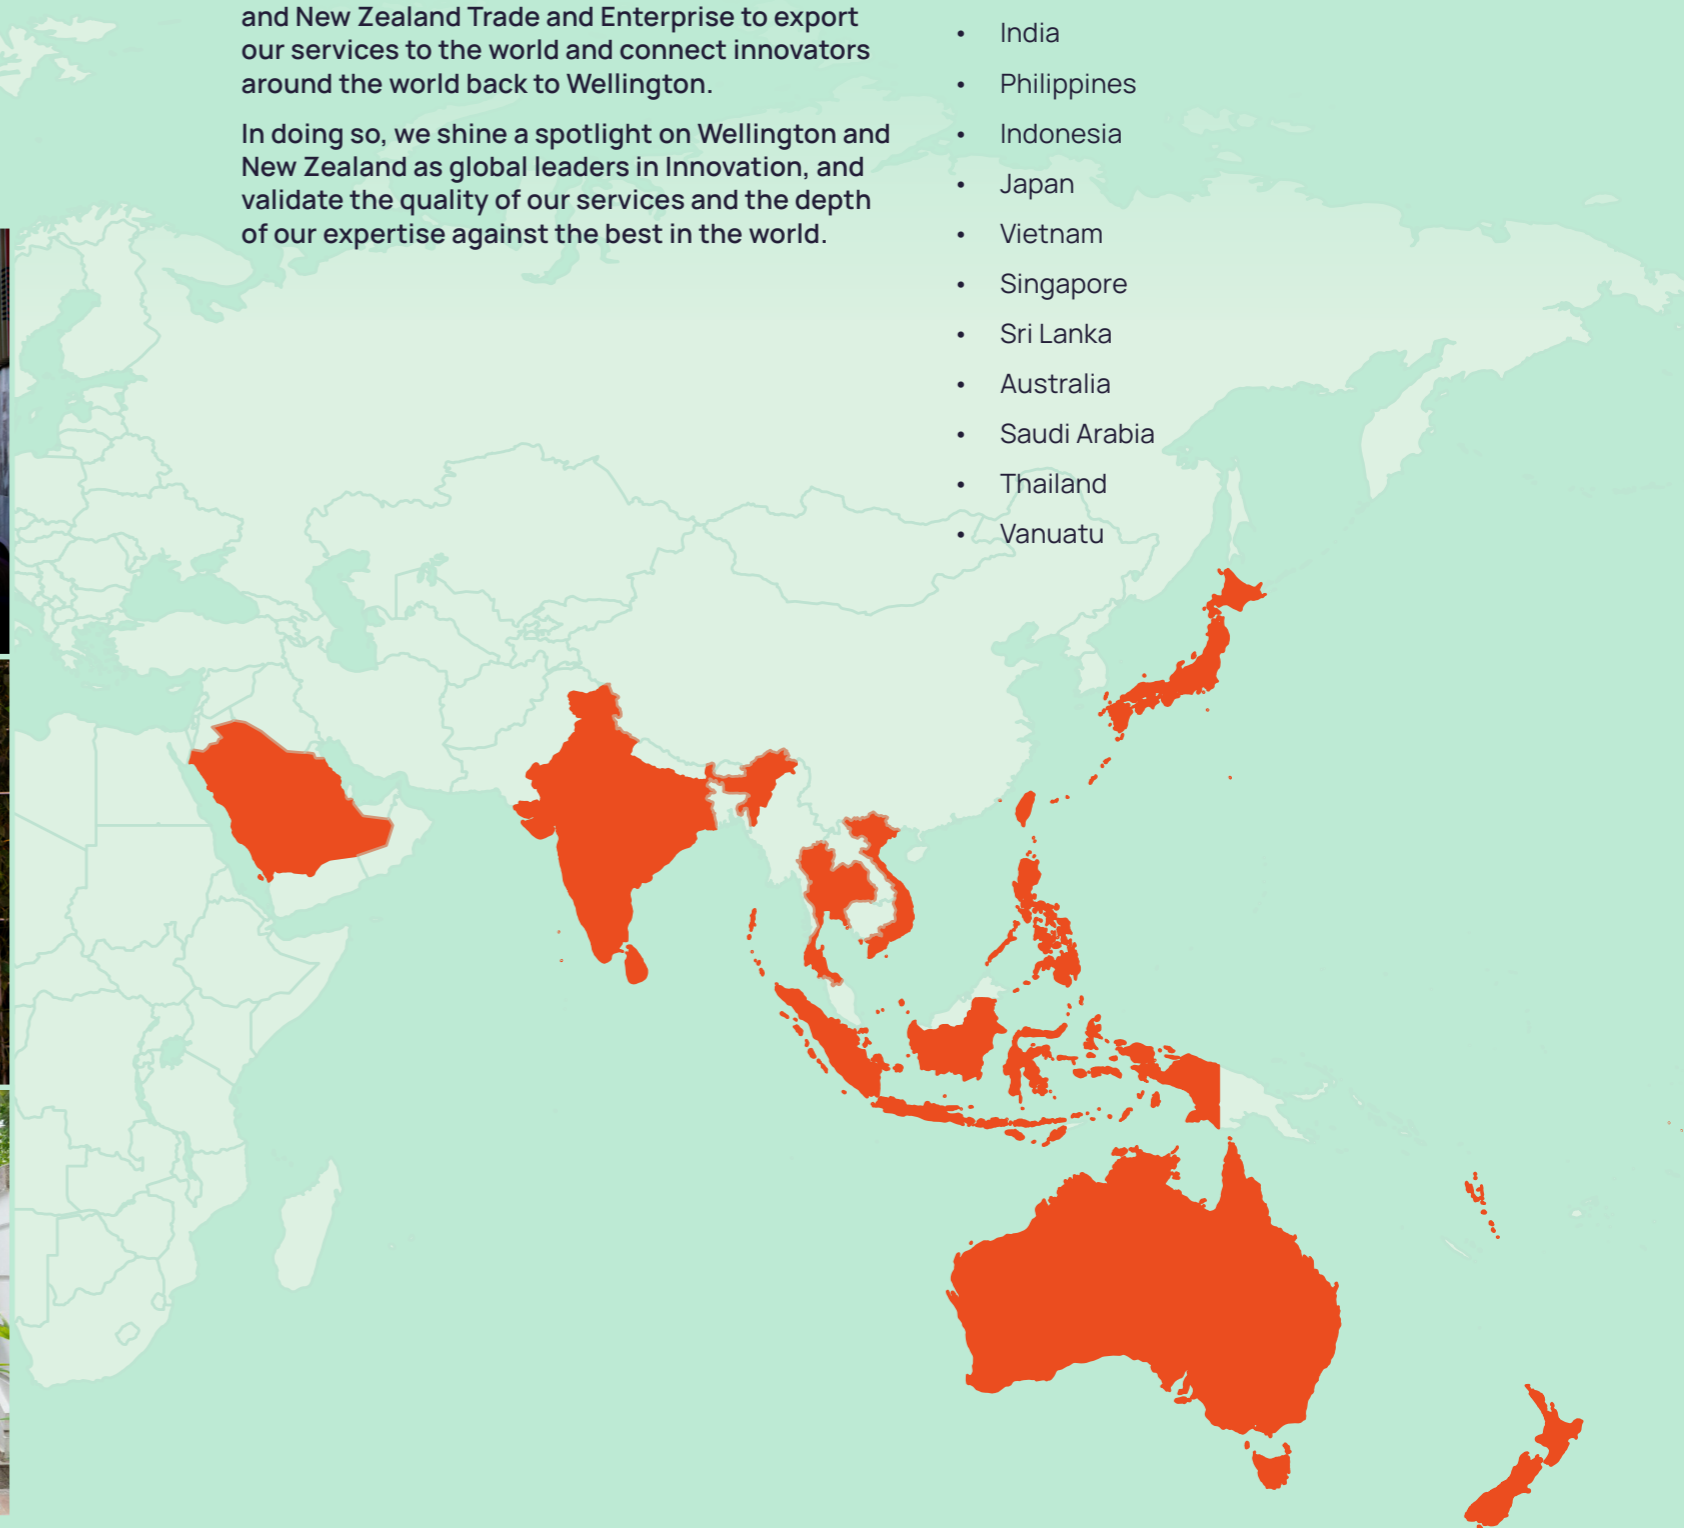 and New Zealand Trade and Enterprise to export
our services to the world and connect innovators
around the world back to Wellington.
In doing so, we shine a spotlight on Wellington and
New Zealand as global leaders in Innovation, and
validate the quality of our services and the depth
of our expertise against the best in the world.
• India
• Philippines
• Indonesia
• Japan
• Vietnam
• Singapore
• Sri Lanka
• Australia
• Saudi Arabia
• Thailand
• Vanuatu